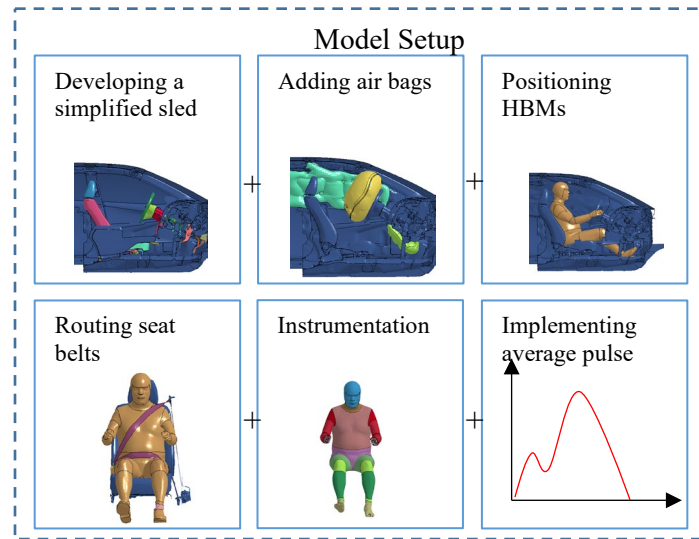 Model Setup
Developing a
simplified sled
Adding air bags
Positioning
HBMs
+
+
Routing seat
belts
Instrumentation
Implementing
average pulse
+
+